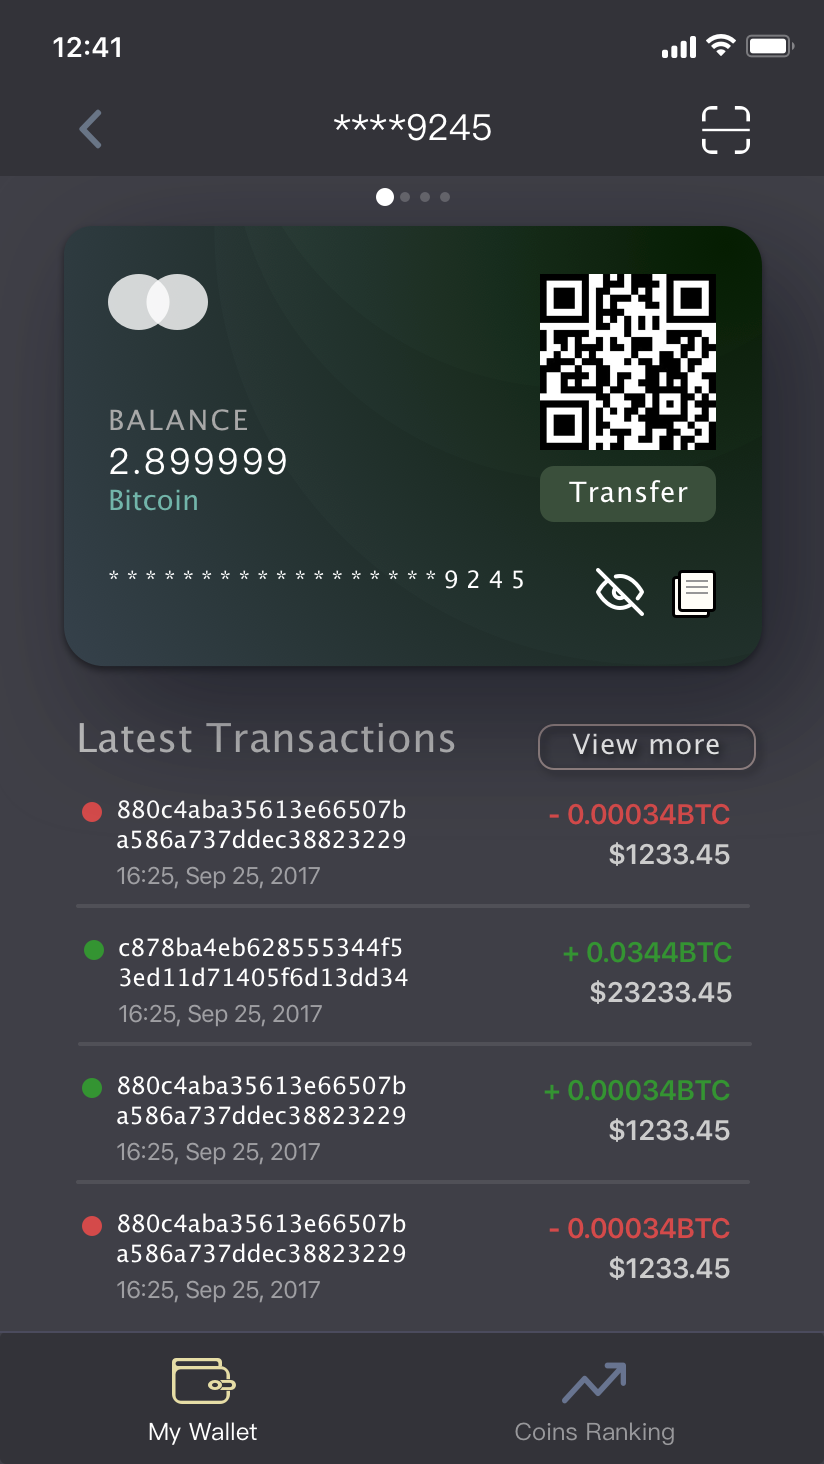 12:41
****9245
BALANCE
2.899999
Bitcoin
Transfer
******************9245
Latest Transactions
View more
880c4aba35613e66507b
a586a737ddec38823229
16:25, Sep 25, 2017
- 0.00034BTC
$1233.45
c878ba4eb628555344f5
3ed11d71405f6d13dd34
16:25, Sep 25, 2017
+ 0.0344BTC
$23233.45
880c4aba35613e66507b
a586a737ddec38823229
16:25, Sep 25, 2017
+ 0.00034BTC
$1233.45
880c4aba35613e66507b
a586a737ddec38823229
16:25, Sep 25, 2017
- 0.00034BTC
$1233.45
My Wallet
Coins Ranking